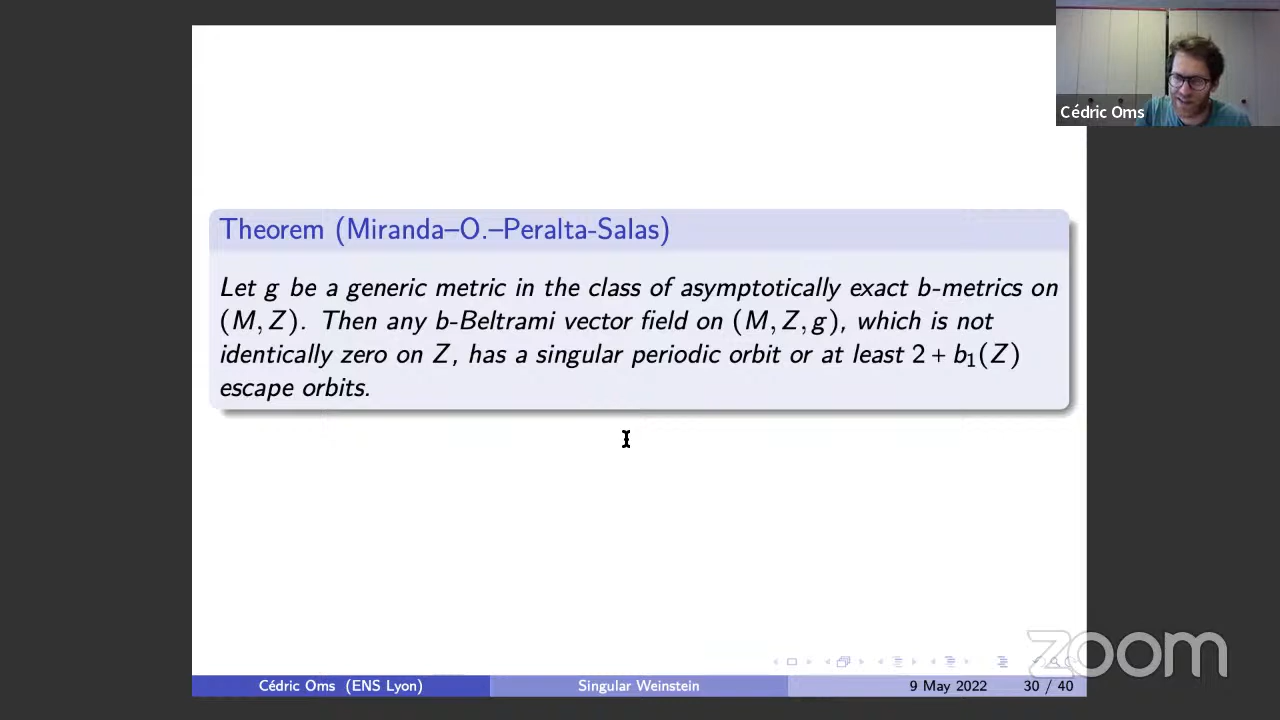 Cédric Oms
Theorem (Miranda–O.–Peralta-Salas)
Let g be a generic metric in the class of asymptotically exact b-metrics on
(M, Z). Then any b-Beltrami vector field on (M, Z, g), which is not
identically zero on Z, has a singular periodic orbit or at least 2 + b₁(Z)
escape orbits.
zoom
Cédric Oms (ENS Lyon) Singular Weinstein 9 May 2022 30 / 40